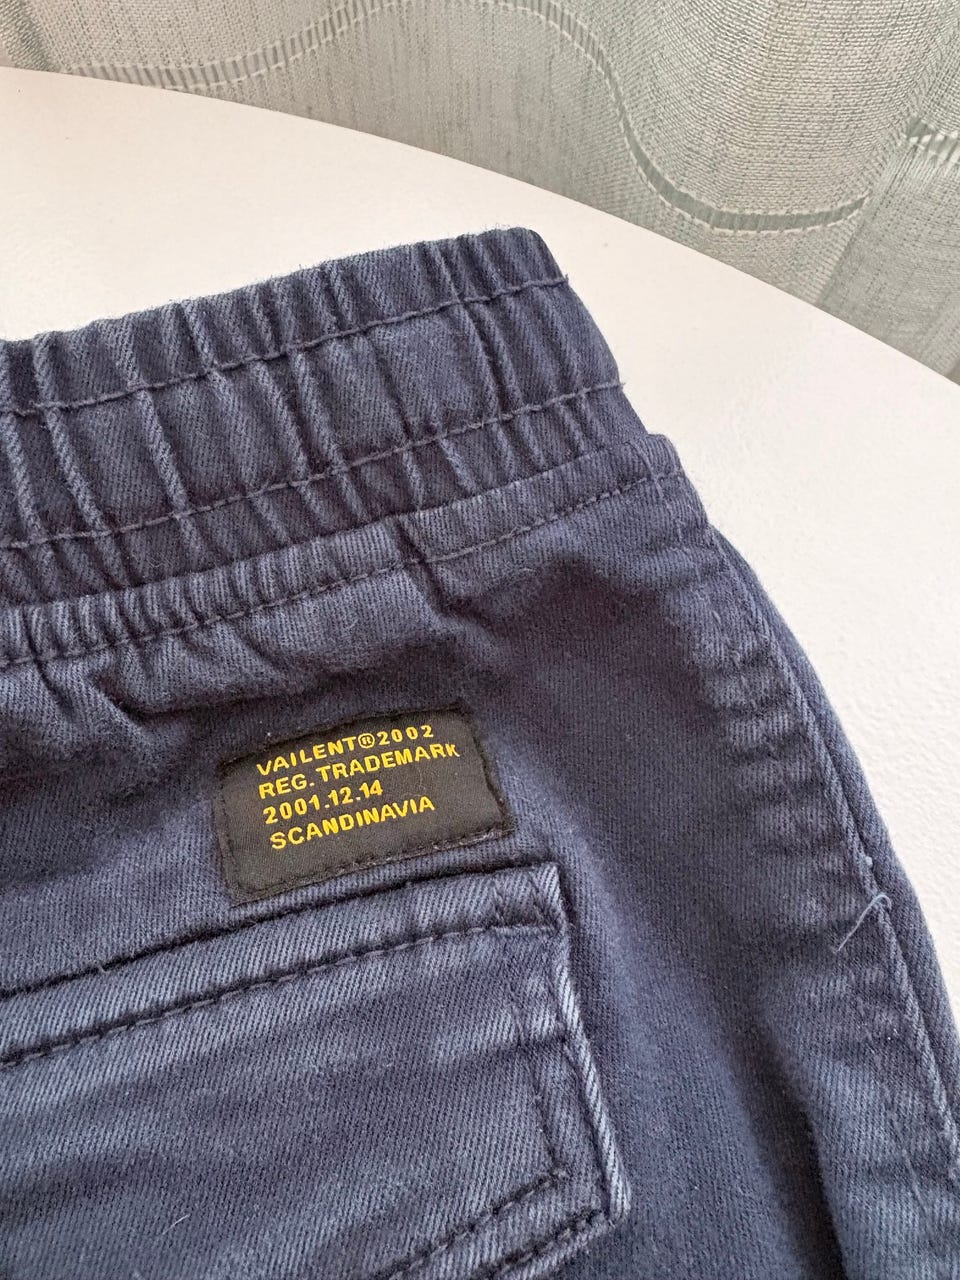 VAILENT®2002
REG. TRADEMARK
2001.12.14
SCANDINAVIA